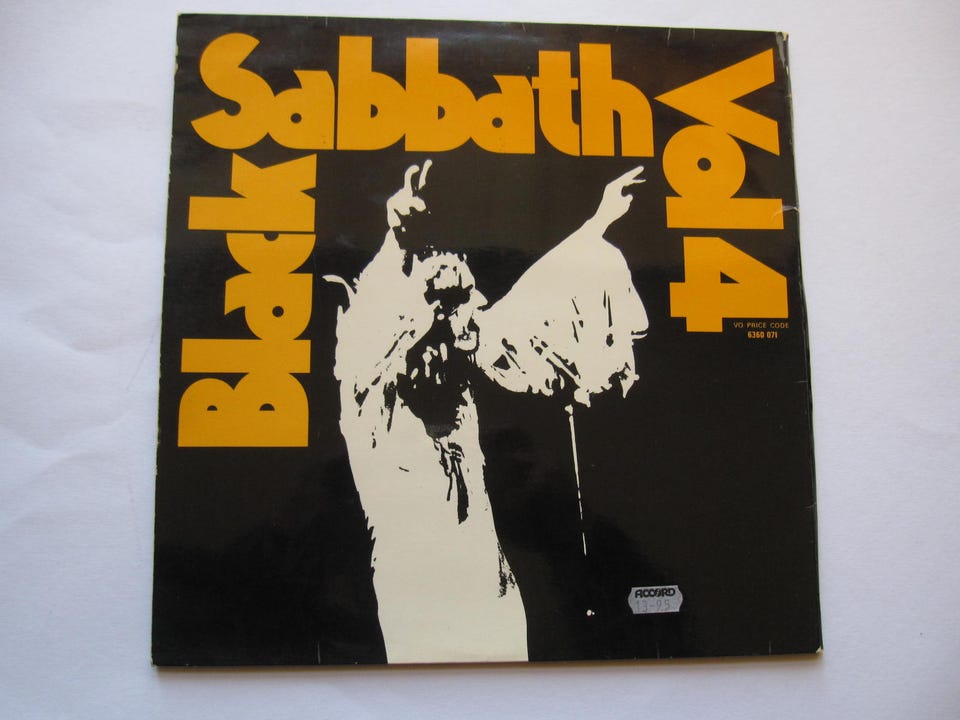 Black
Sabbath
Vol 4
VO PRICE CODE
6360 071
ACCORD
13-95